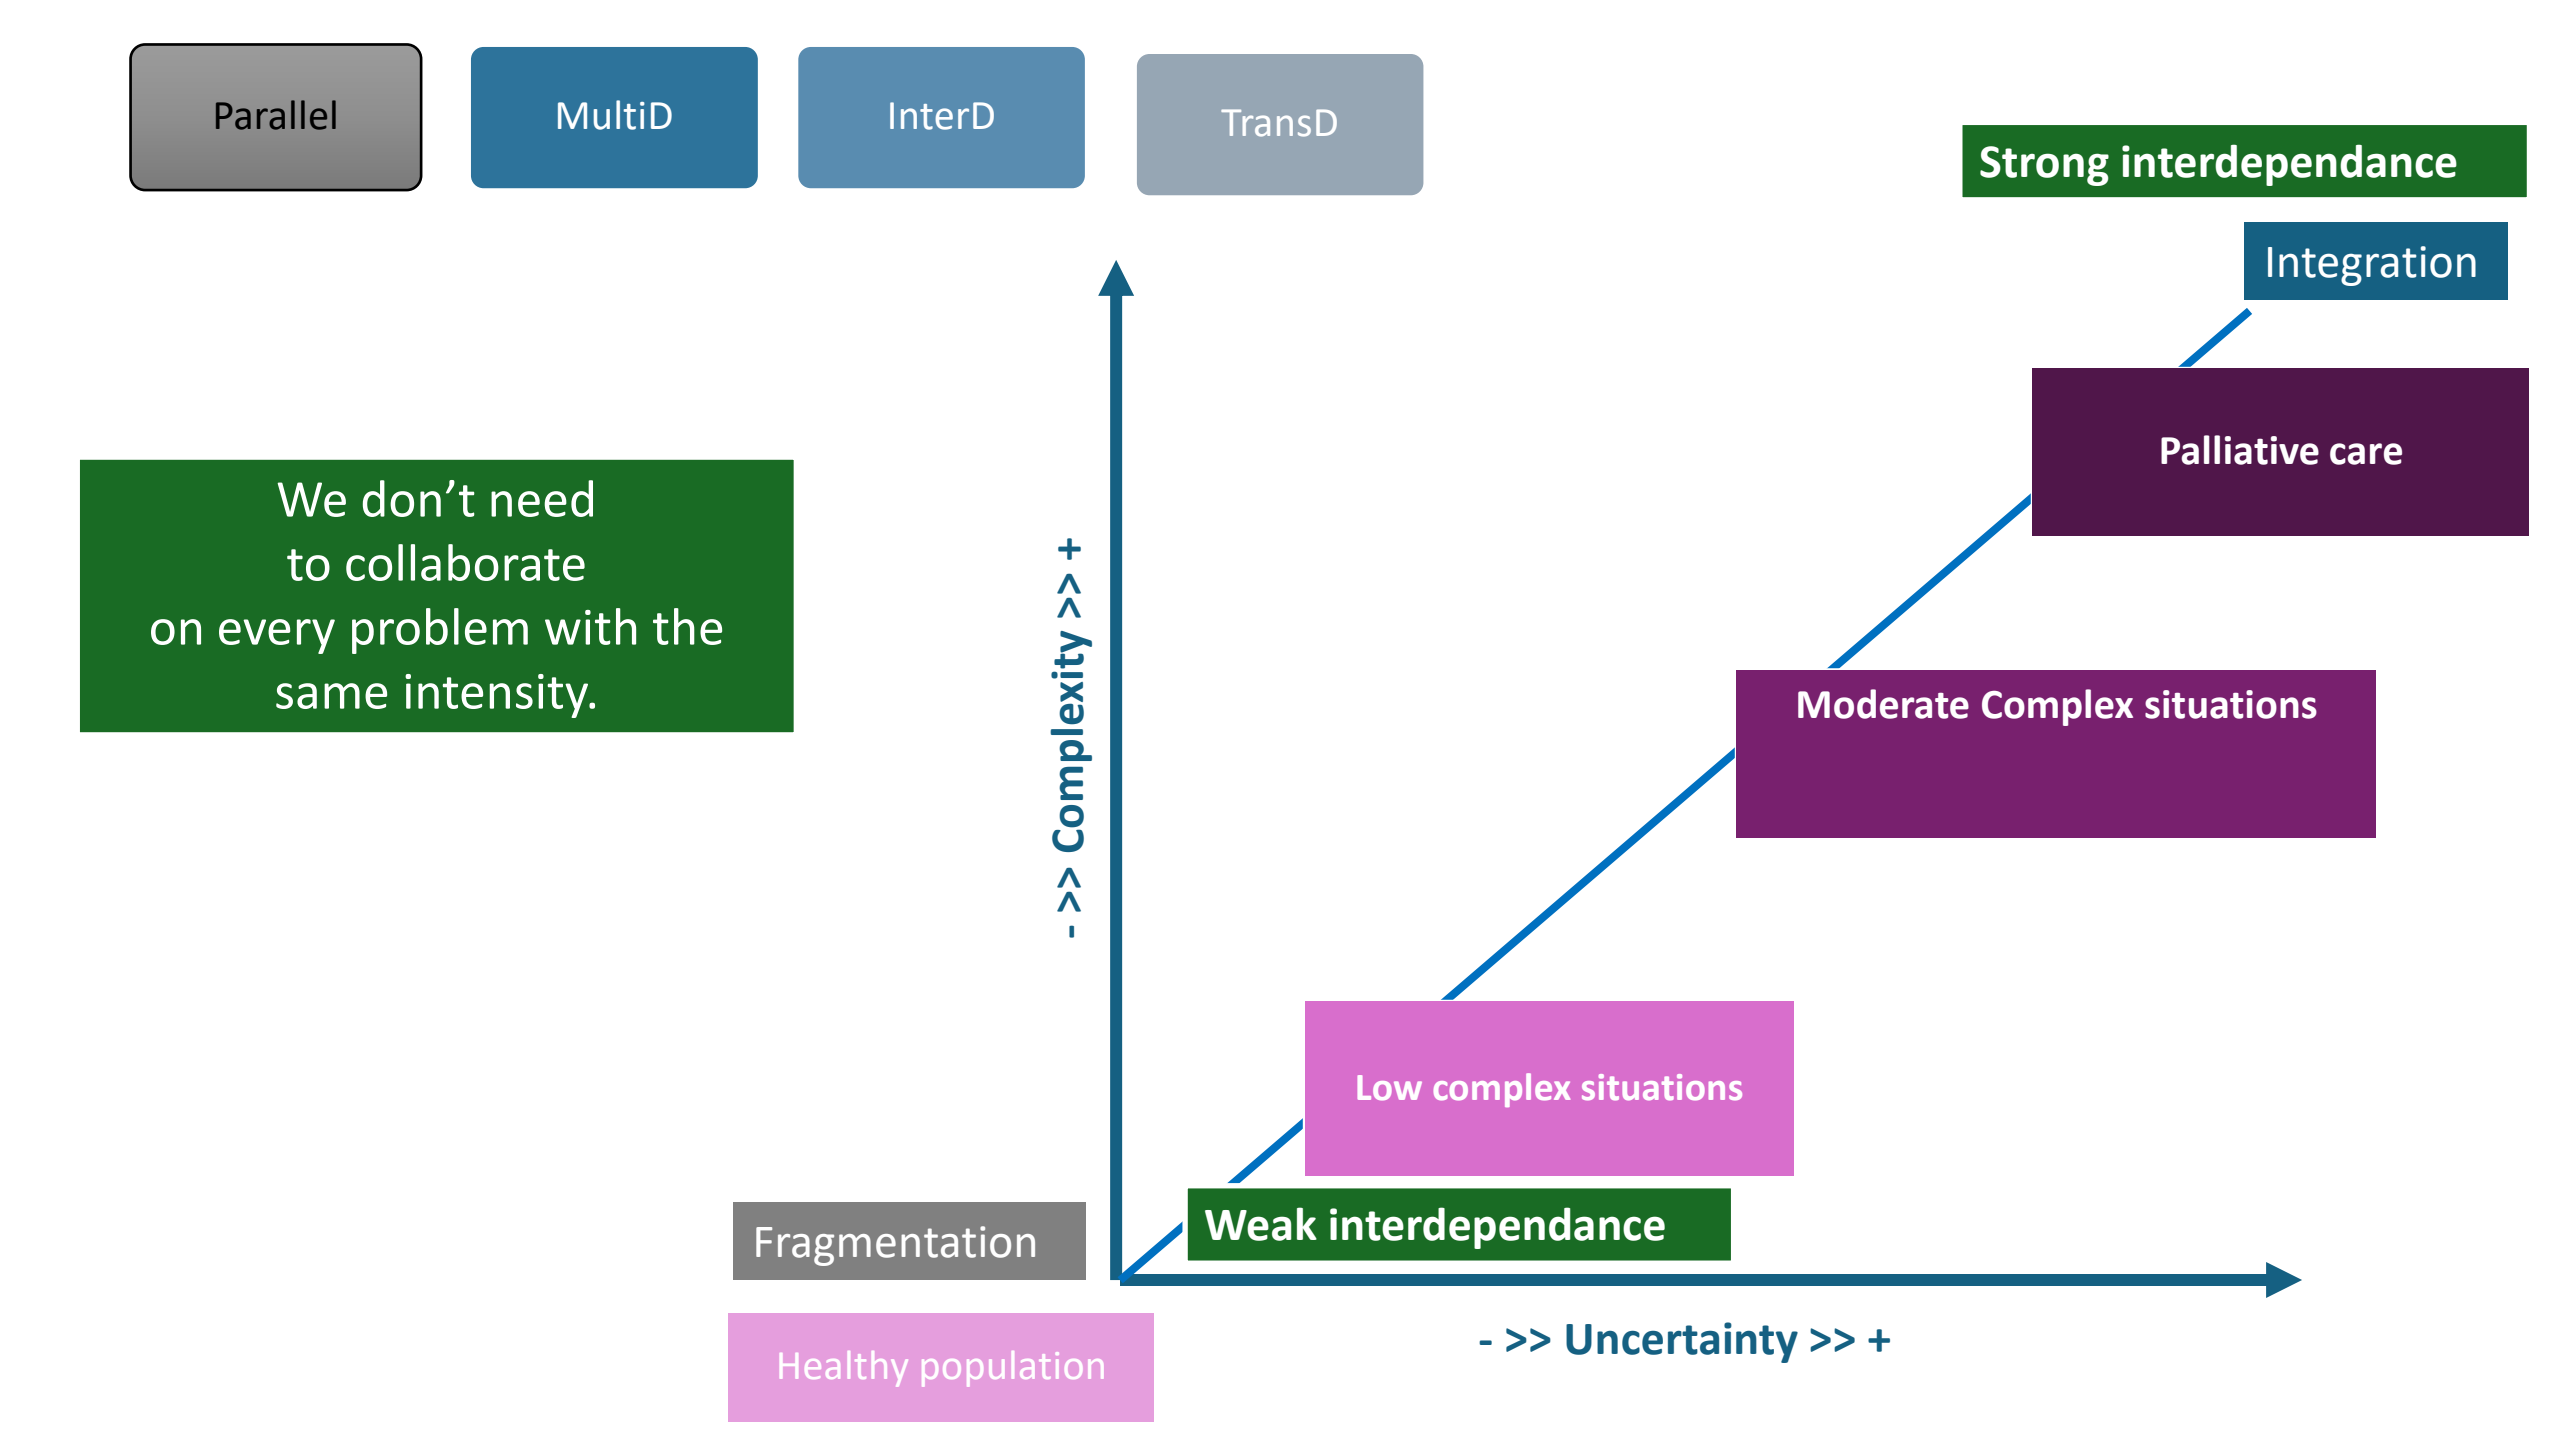 Parallel
MultiD
InterD
TransD
Strong interdependance
Integration
Palliative care
We don’t need
to collaborate
on every problem with the
same intensity.
- >> Complexity >> +
Moderate Complex situations
Low complex situations
Weak interdependance
Fragmentation
- >> Uncertainty >> +
Healthy population